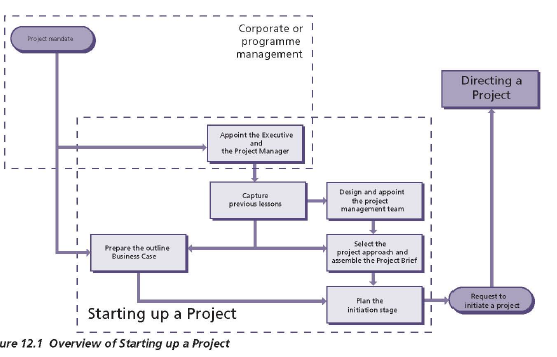 Project mandate
Corporate or
programme
management
Directing a
Project
Appoint the Executive
and
the Project Manager
Capture
previous lessons
Design and appoint
the project
management team
Prepare the outline
Business Case
Select the
project approach and
assemble the Project Brief
Plan the
initiation stage
Request to
initiate a project
Starting up a Project
ure 12.1 Overview of Starting up a Project